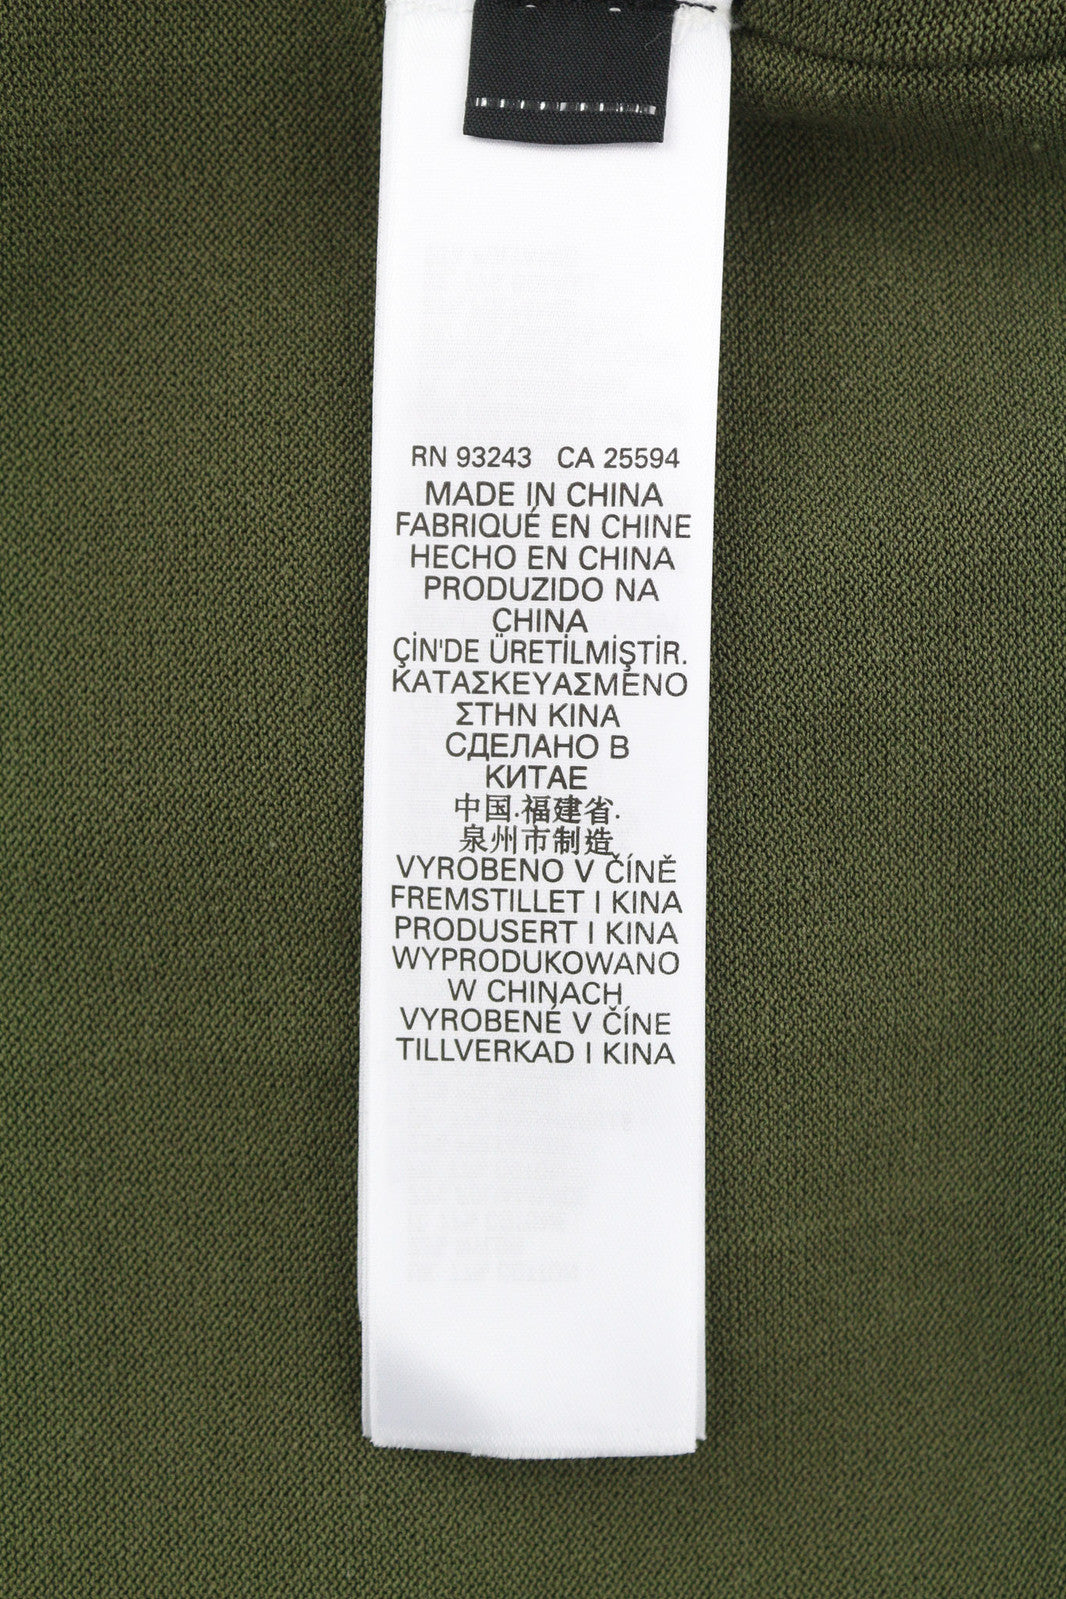 RN 93243 CA 25594
MADE IN CHINA
FABRIQUÉ EN CHINE
HECHO EN CHINA
PRODUZIDO NA
CHINA
ÇİN'DE ÜRETİLMİŞTİR.
ΚΑΤΑΣΚΕΥΑΣΜΕΝΟ
ΣΤΗΝ ΚΙΝΑ
СДЕЛАНО В
КИТАЕ
中国.福建省.
泉州市制造
VYROBENO V ČÍNĚ
FREMSTILLET I KINA
PRODUSERT I KINA
WYPRODUKOWANO
W CHINACH
VYROBENÉ V ČÍNE
TILLVERKAD I KINA